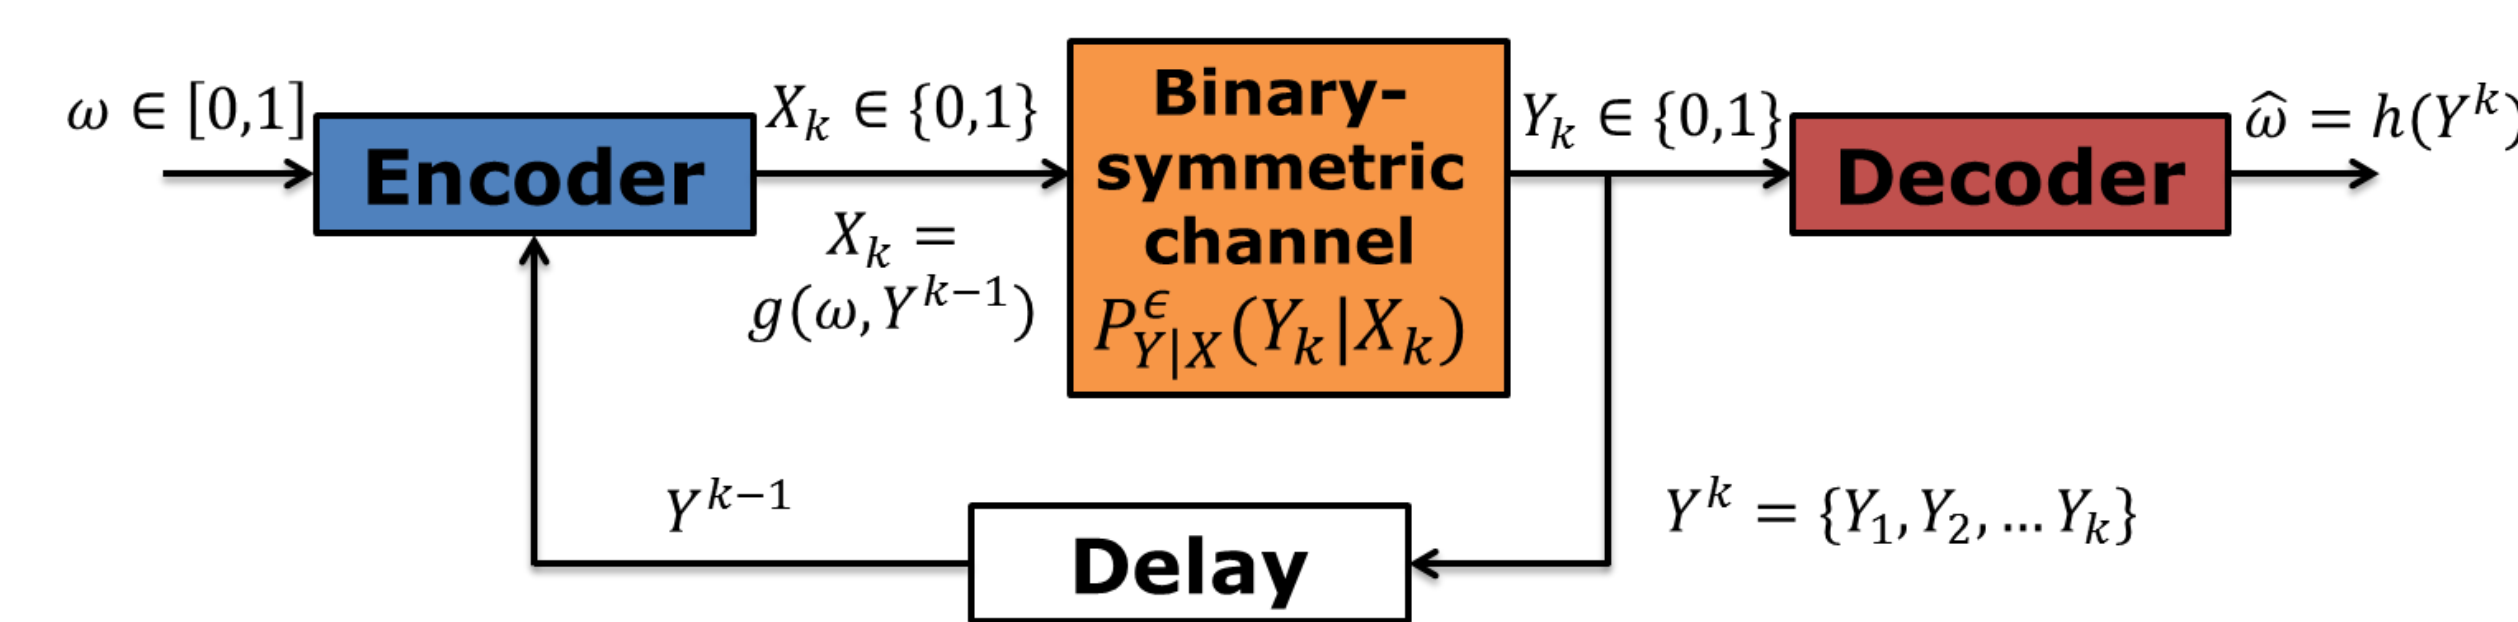 ω ∈ [0,1]
Encoder
X_k ∈ {0,1}
X_k =
g(ω, Y^{k−1})
Binary-
symmetric
channel
P^ϵ_{Y|X}(Y_k|X_k)
Y_k ∈ {0,1}
Decoder
ω̂ = h(Y^k)
Y^{k−1}
Delay
Y^k = {Y_1, Y_2, … Y_k}